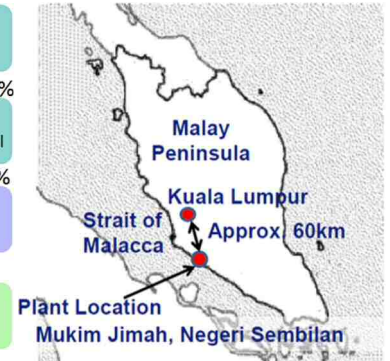 %
l
%
Malay
Peninsula
Kuala Lumpur
Strait of
Malacca
Approx. 60km
Plant Location
Mukim Jimah, Negeri Sembilan